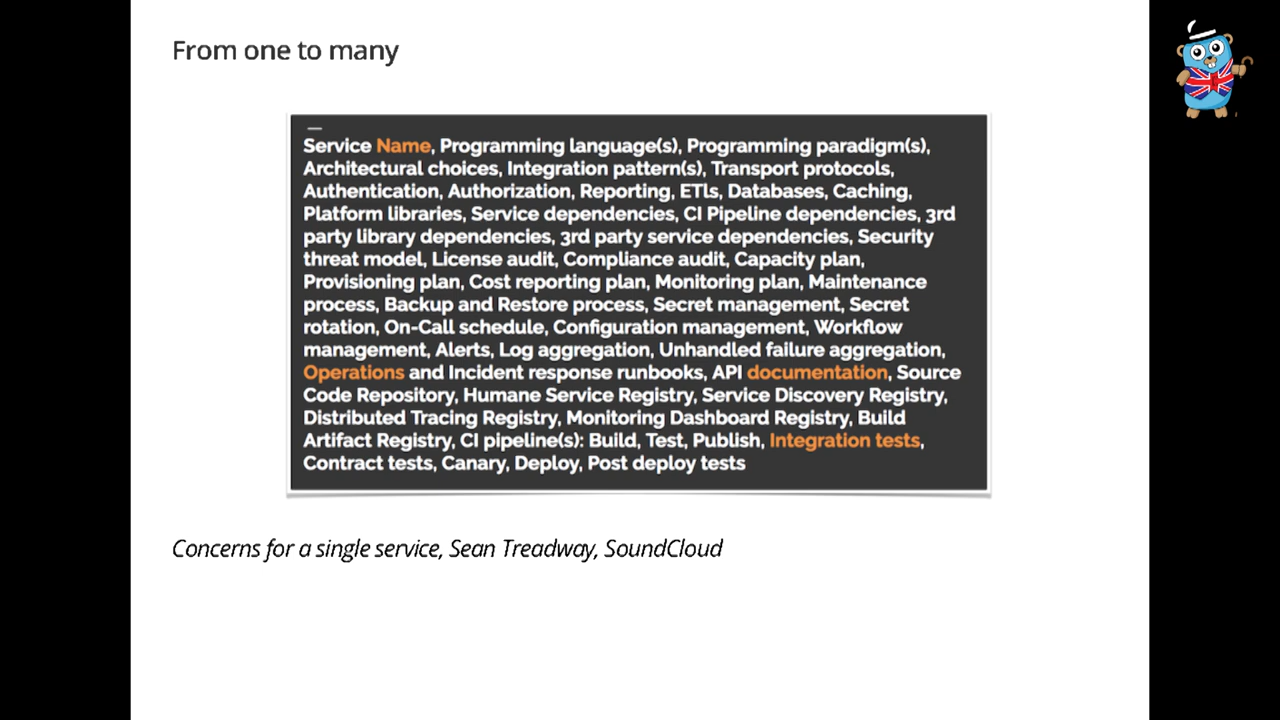 From one to many
Service Name, Programming language(s), Programming paradigm(s),
Architectural choices, Integration pattern(s), Transport protocols,
Authentication, Authorization, Reporting, ETls, Databases, Caching,
Platform libraries, Service dependencies, CI Pipeline dependencies, 3rd
party library dependencies, 3rd party service dependencies, Security
threat model, License audit, Compliance audit, Capacity plan,
Provisioning plan, Cost reporting plan, Monitoring plan, Maintenance
process, Backup and Restore process, Secret management, Secret
rotation, On-Call schedule, Configuration management, Workflow
management, Alerts, Log aggregation, Unhandled failure aggregation,
Operations and Incident response runbooks, API documentation, Source
Code Repository, Humane Service Registry, Service Discovery Registry,
Distributed Tracing Registry, Monitoring Dashboard Registry, Build
Artifact Registry, CI pipeline(s): Build, Test, Publish, Integration tests,
Contract tests, Canary, Deploy, Post deploy tests
Concerns for a single service, Sean Treadway, SoundCloud